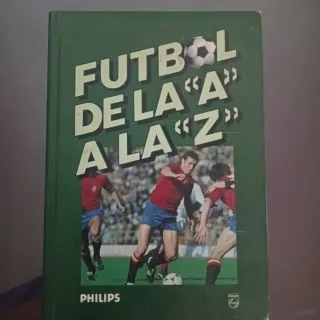 FUTBOL
DE LA “A”
A LA “Z”
PHILIPS